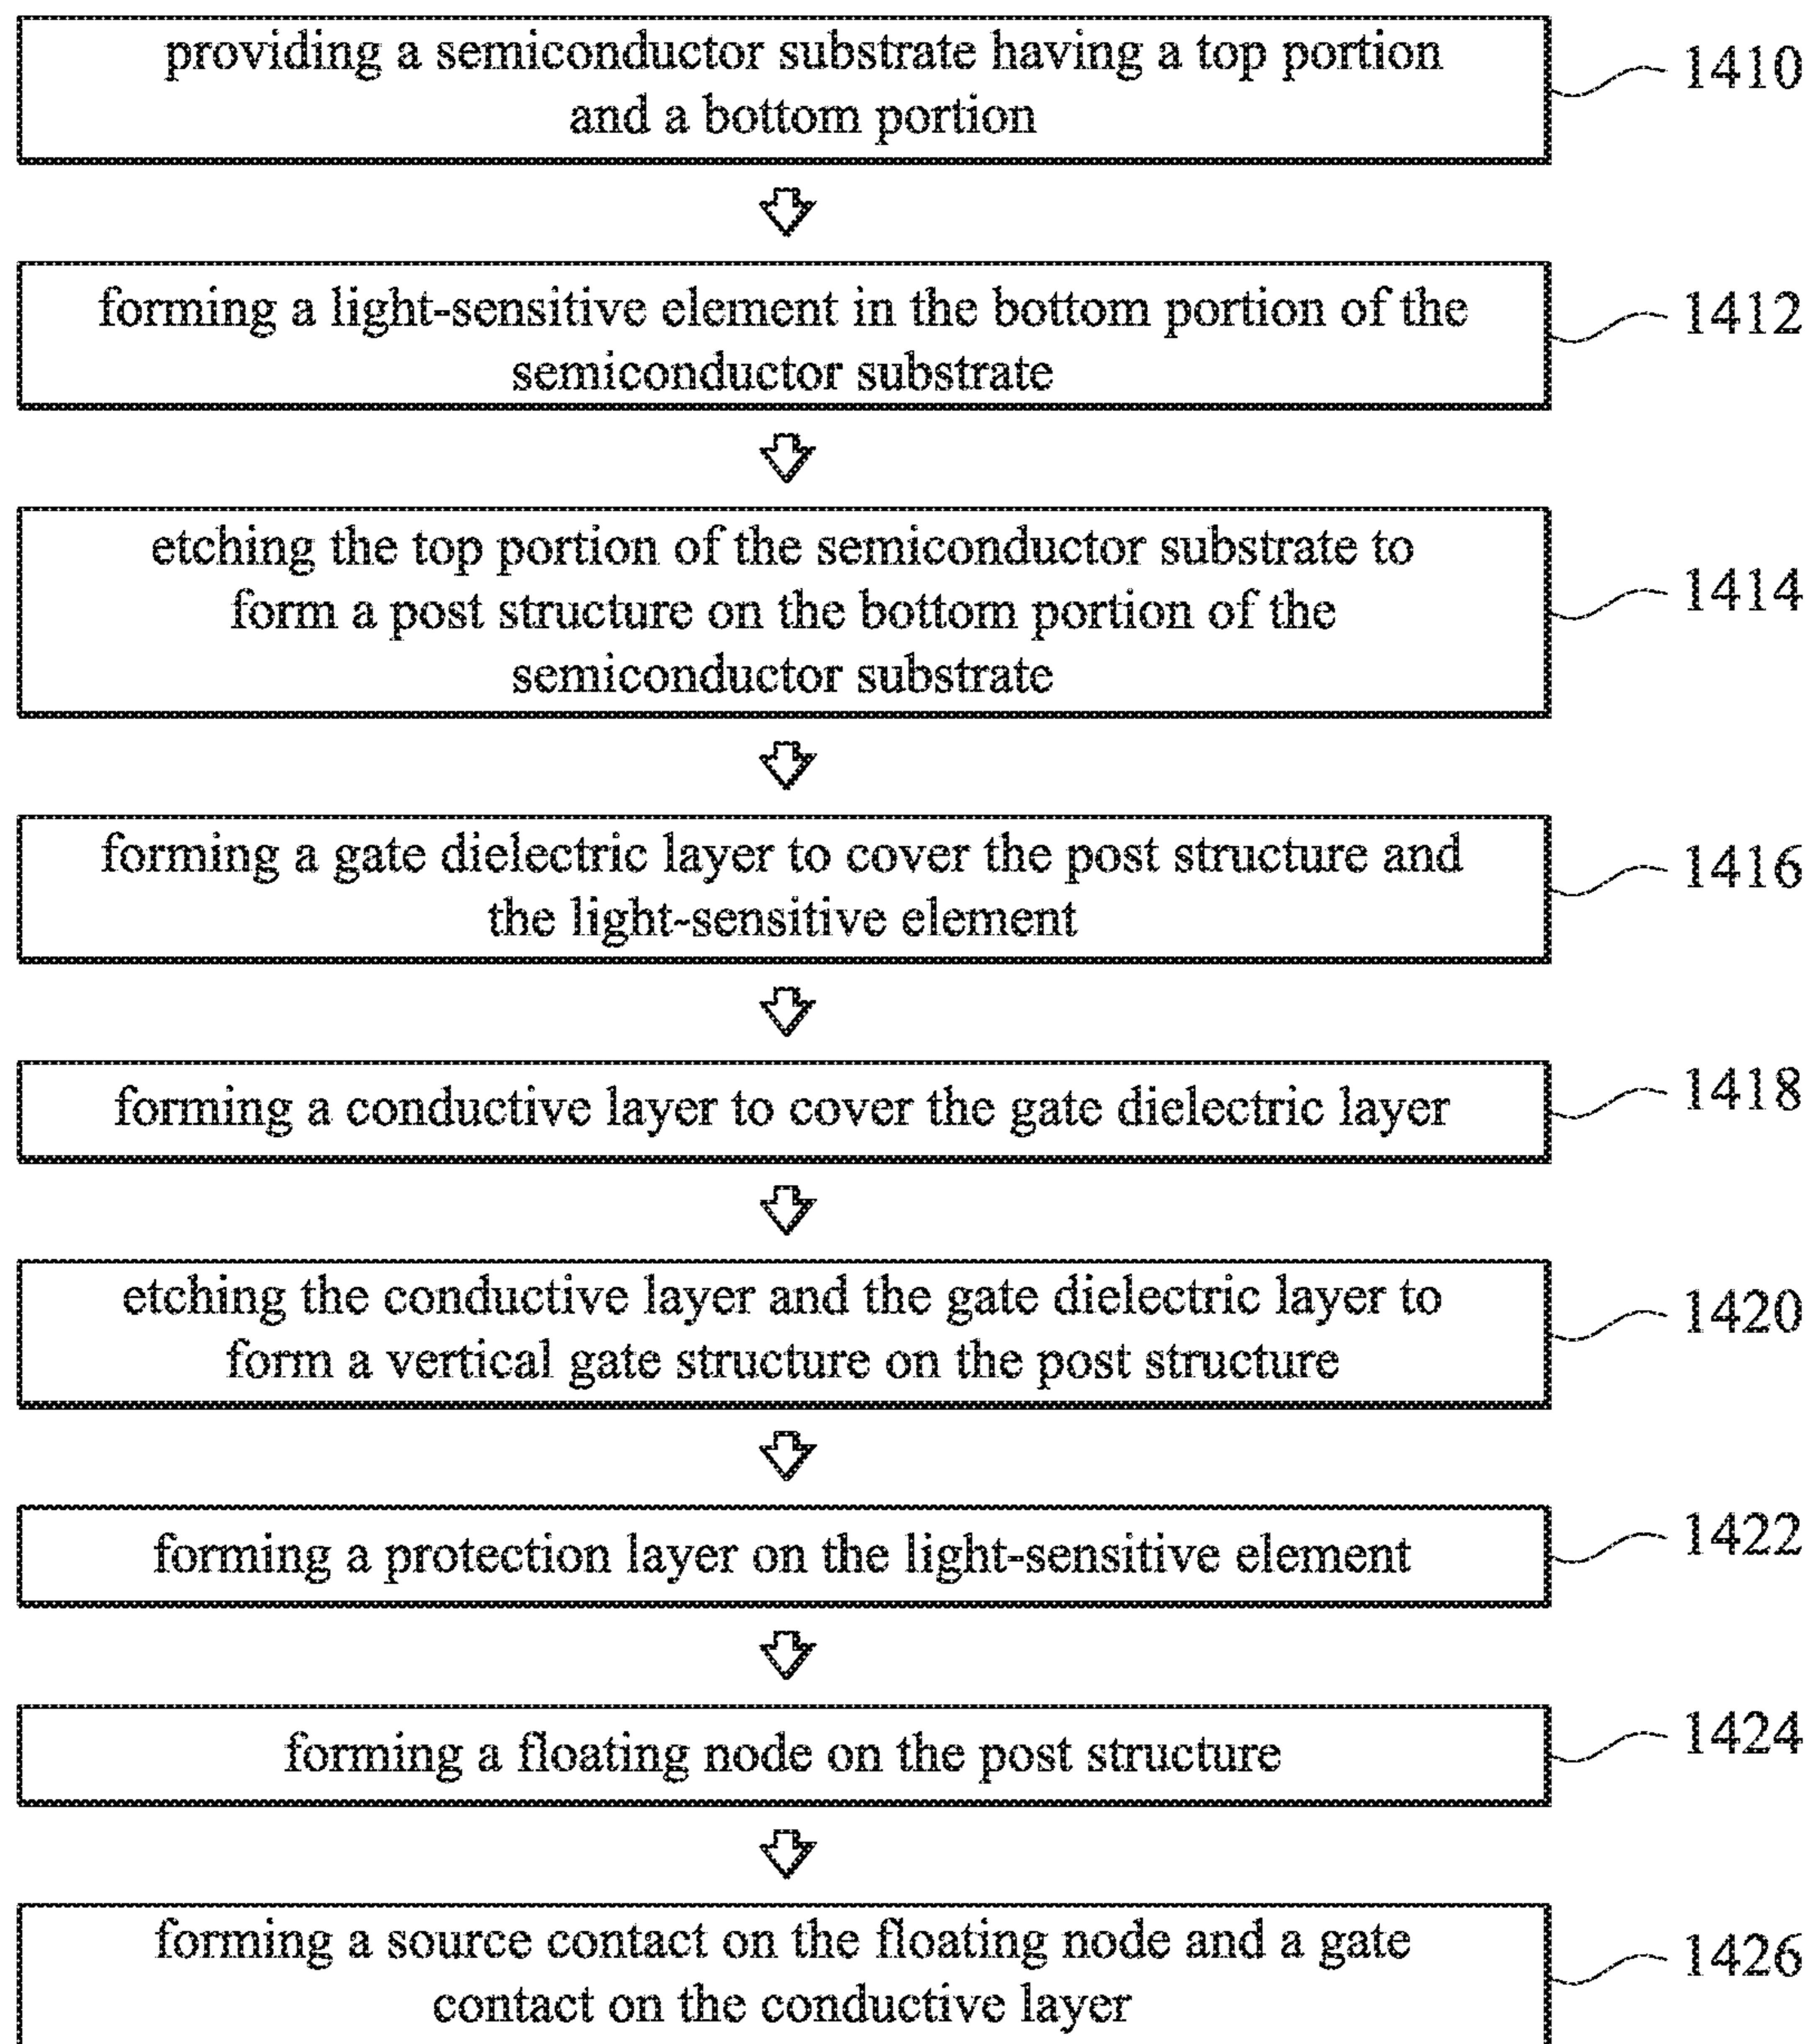 providing a semiconductor substrate having a top portion
and a bottom portion
1410
forming a light-sensitive element in the bottom portion of the
semiconductor substrate
1412
etching the top portion of the semiconductor substrate to
form a post structure on the bottom portion of the
semiconductor substrate
1414
forming a gate dielectric layer to cover the post structure and
the light-sensitive element
1416
forming a conductive layer to cover the gate dielectric layer
1418
etching the conductive layer and the gate dielectric layer to
form a vertical gate structure on the post structure
1420
forming a protection layer on the light-sensitive element
1422
forming a floating node on the post structure
1424
forming a source contact on the floating node and a gate
contact on the conductive layer
1426